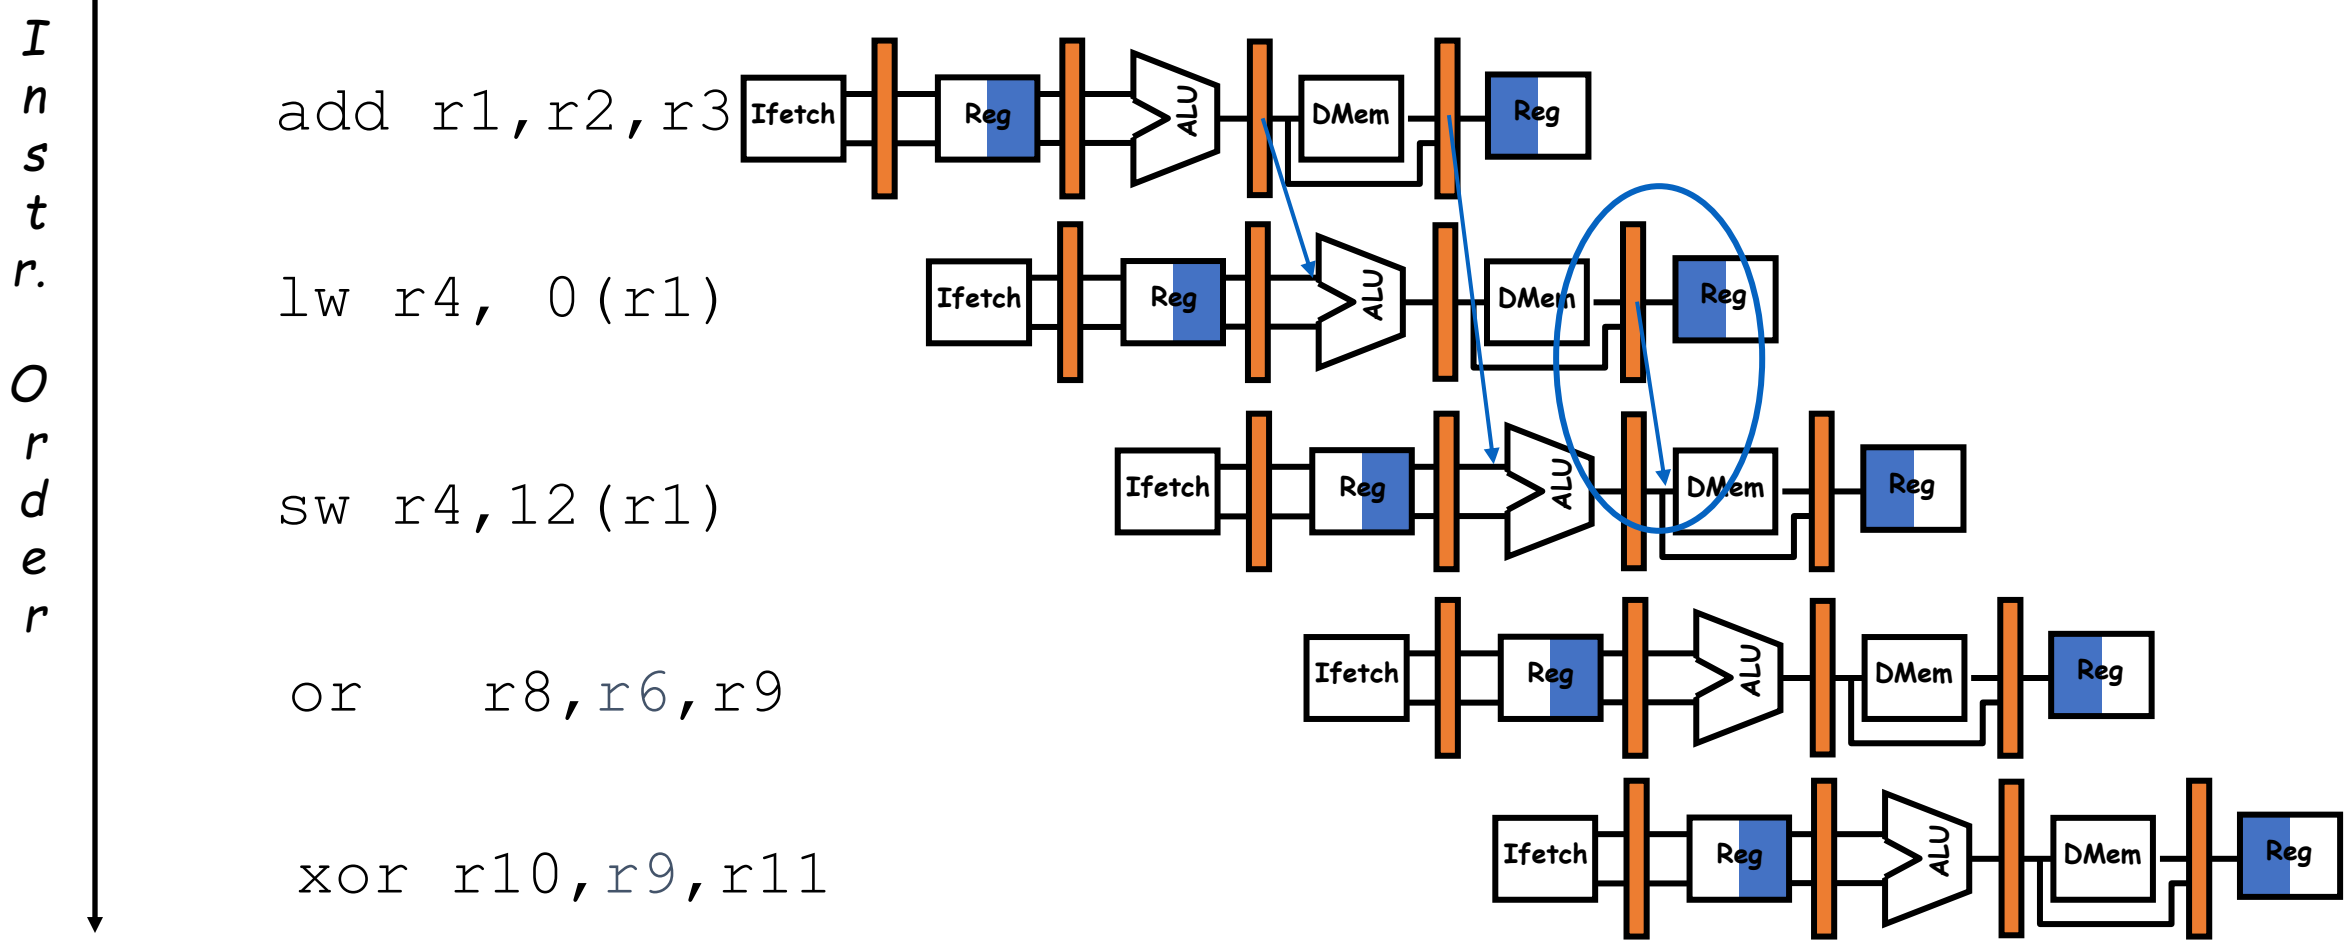 Instr. Order
add r1,r2,r3 Ifetch Reg ALU DMem Reg
lw r4, 0(r1) Ifetch Reg ALU DMem Reg
sw r4,12(r1) Ifetch Reg ALU DMem Reg
or r8,r6,r9 Ifetch Reg ALU DMem Reg
xor r10,r9,r11 Ifetch Reg ALU DMem Reg